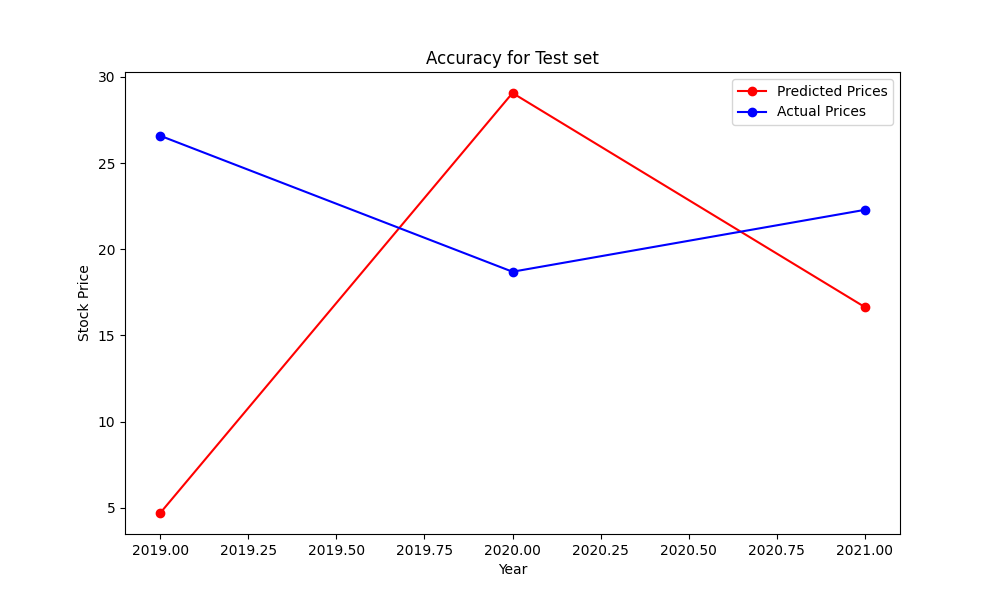 Accuracy for Test set
Predicted Prices
Actual Prices
30
25
20
15
10
5
Stock Price
2019.00 2019.25 2019.50 2019.75 2020.00 2020.25 2020.50 2020.75 2021.00
Year